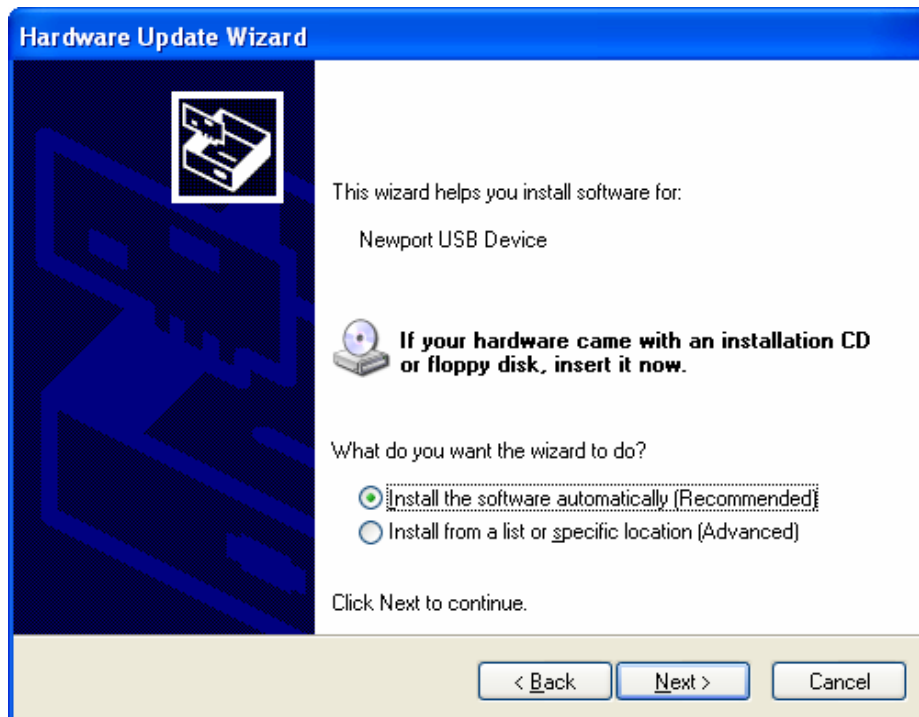 Hardware Update Wizard
This wizard helps you install software for:
Newport USB Device
If your hardware came with an installation CD
or floppy disk, insert it now.
What do you want the wizard to do?
Install the software automatically (Recommended)
Install from a list or specific location (Advanced)
Click Next to continue.
< Back Next > Cancel